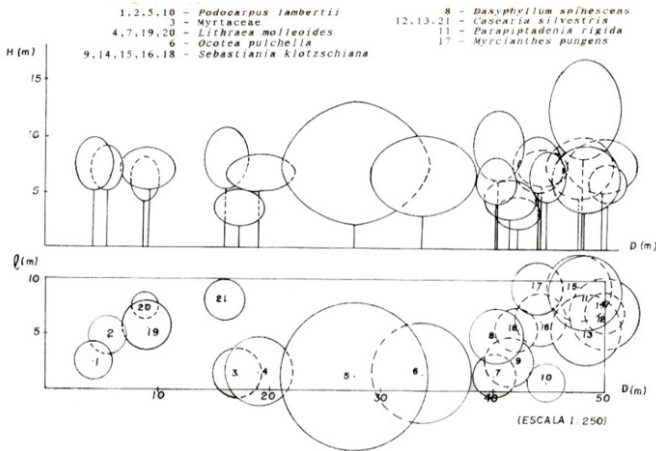 1,2,5,10 - Podocarpus lambertii
3 - Myrtaceae
4,7,19,20 - Lithraea molleoides
6 - Ocotea pulchella
9,14,15,16,18 - Sebastiania klotzschiana
8 - Dasyphyllum spinescens
12,13,21 - Casearia silvestris
11 - Parapiptadenia rigida
17 - Myrcianthes pungens
H (m)
15
10
5
D (m)
ℓ (m)
10
5
20
19
2
1
21
3
4
5
6
17
15
11
16
18
8
13
9
7
10
10
20
30
40
50
D (m)
(ESCALA 1:250)